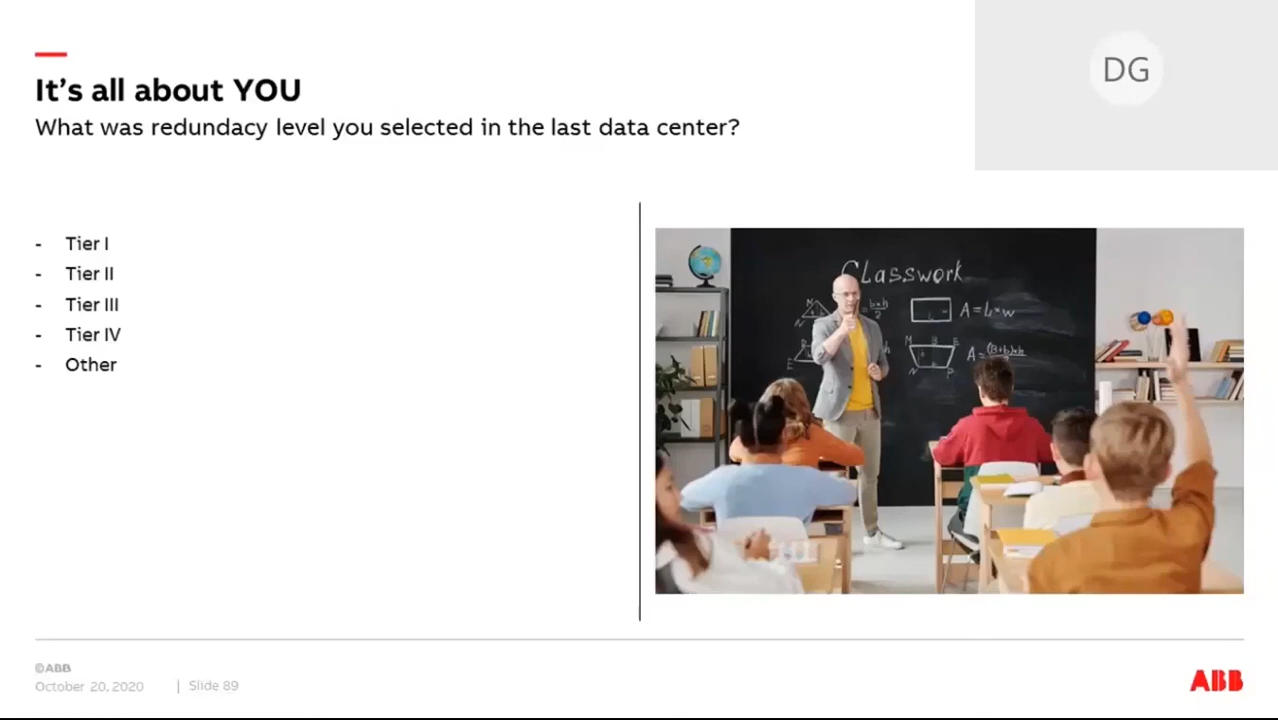 DG
It's all about YOU
What was redundacy level you selected in the last data center?
- Tier I
- Tier II
- Tier III
- Tier IV
- Other
Classwork
A=L×w
©ABB
October 20, 2020 | Slide 89
ABB